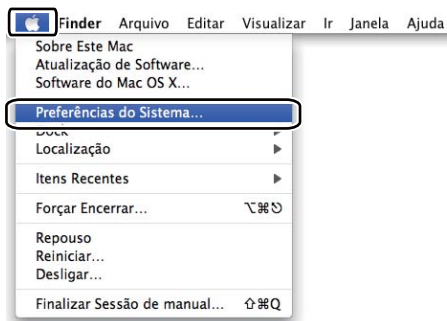 Finder Arquivo Editar Visualizar Ir Janela Ajuda
Sobre Este Mac
Atualização de Software...
Software do Mac OS X...
Preferências do Sistema...
Dock
Localização
Itens Recentes
Forçar Encerrar... ⌥⌘⎋
Repouso
Reiniciar...
Desligar...
Finalizar Sessão de manual... ⇧⌘Q